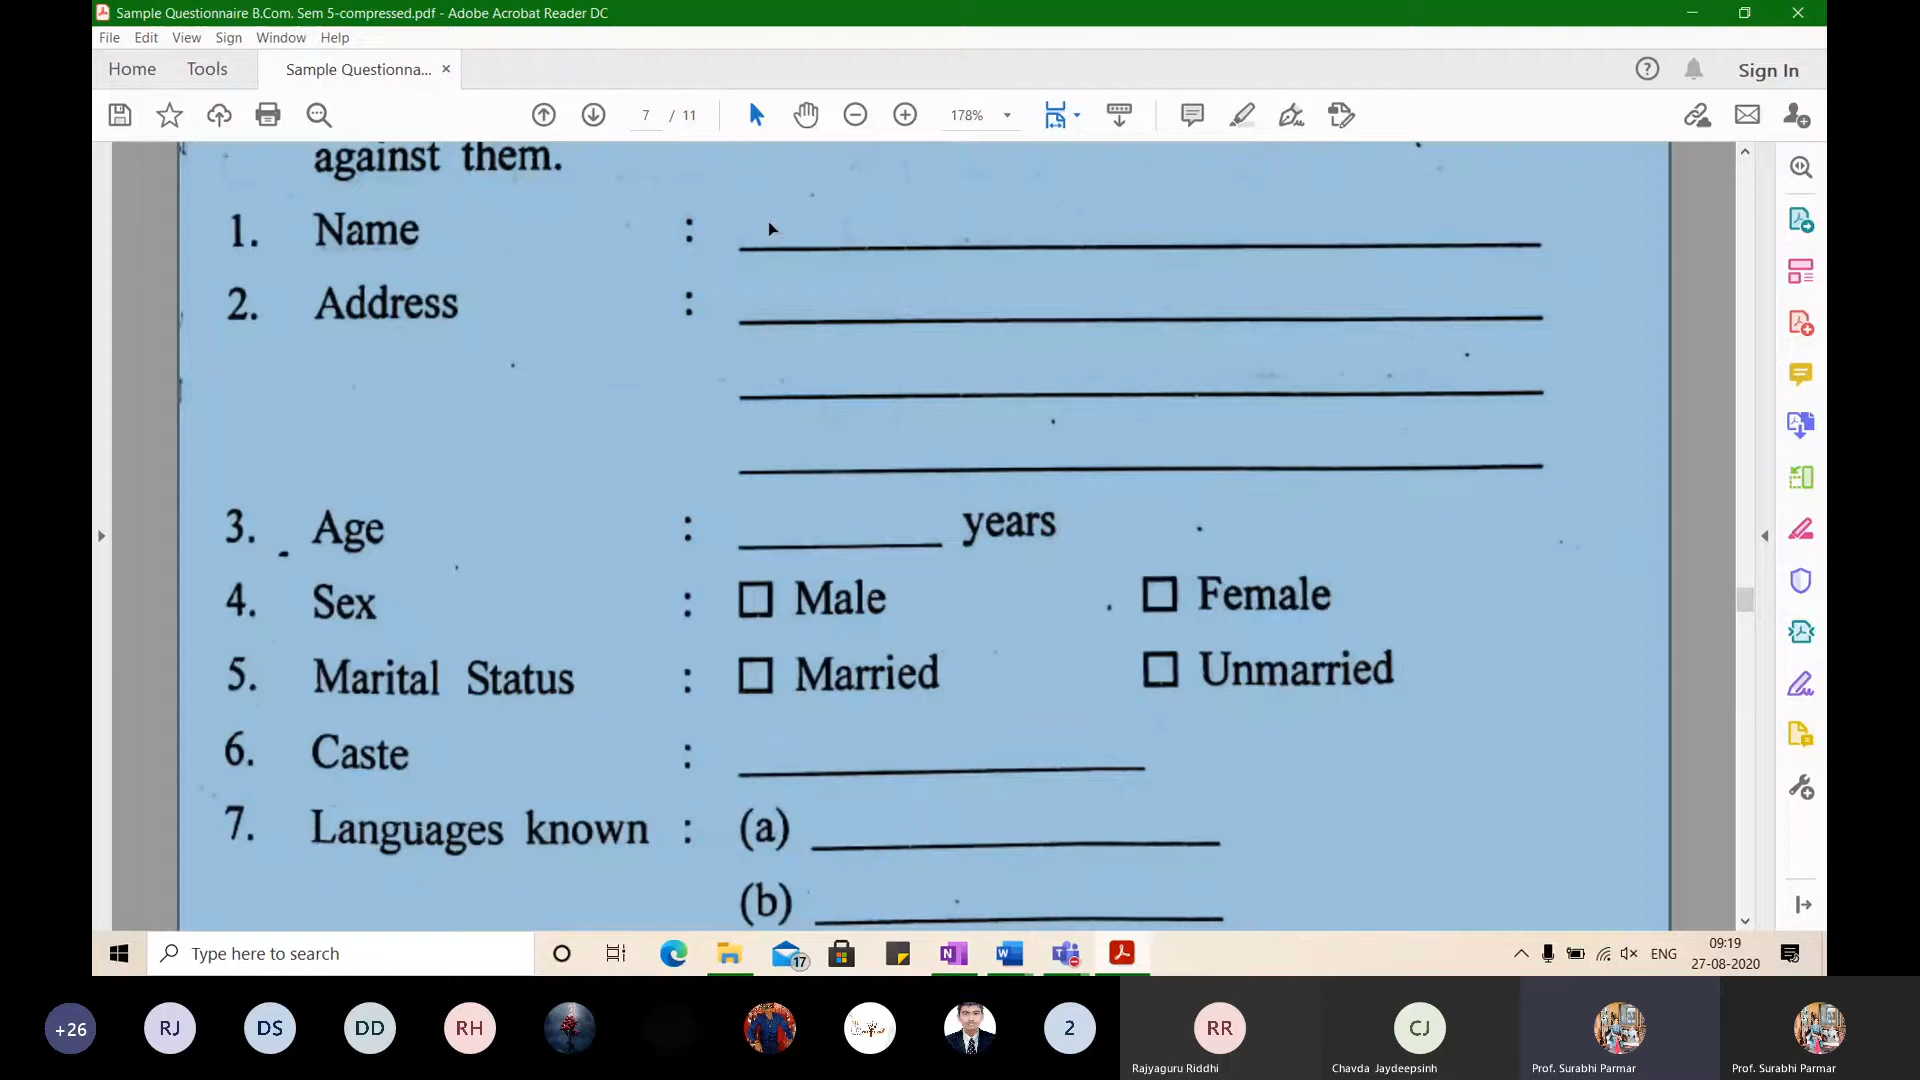 Sample Questionnaire B.Com. Sem 5-compressed.pdf - Adobe Acrobat Reader DC
File Edit View Sign Window Help
Home Tools Sample Questionna... × Sign In
7 / 11 178%
against them.
1. Name :
2. Address :
3. Age : years
4. Sex : Male Female
5. Marital Status : Married Unmarried
6. Caste :
7. Languages known : (a)
(b)
Type here to search 17 ENG 09:19
27-08-2020
+26 RJ DS DD RH 2 RR CJ
Rajyaguru Riddhi Chavda Jaydeepsinh Prof. Surabhi Parmar Prof. Surabhi Parmar